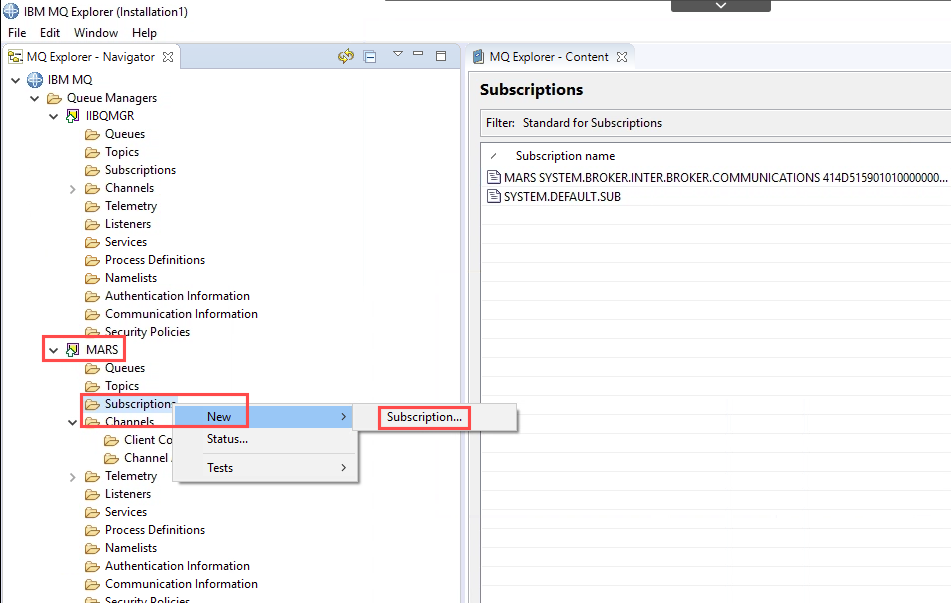 IBM MQ Explorer (Installation1)
File Edit Window Help
MQ Explorer - Navigator
IBM MQ
Queue Managers
IIBQMGR
Queues
Topics
Subscriptions
Channels
Telemetry
Listeners
Services
Process Definitions
Namelists
Authentication Information
Communication Information
Security Policies
MARS
Queues
Topics
Subscriptions
Channels
Client Co
Channel
Telemetry
Listeners
Services
Process Definitions
Namelists
Authentication Information
Communication Information
Security Policies
New
Status...
Tests
Subscription...
MQ Explorer - Content
Subscriptions
Filter: Standard for Subscriptions
Subscription name
MARS SYSTEM.BROKER.INTER.BROKER.COMMUNICATIONS 414D515901010000000...
SYSTEM.DEFAULT.SUB